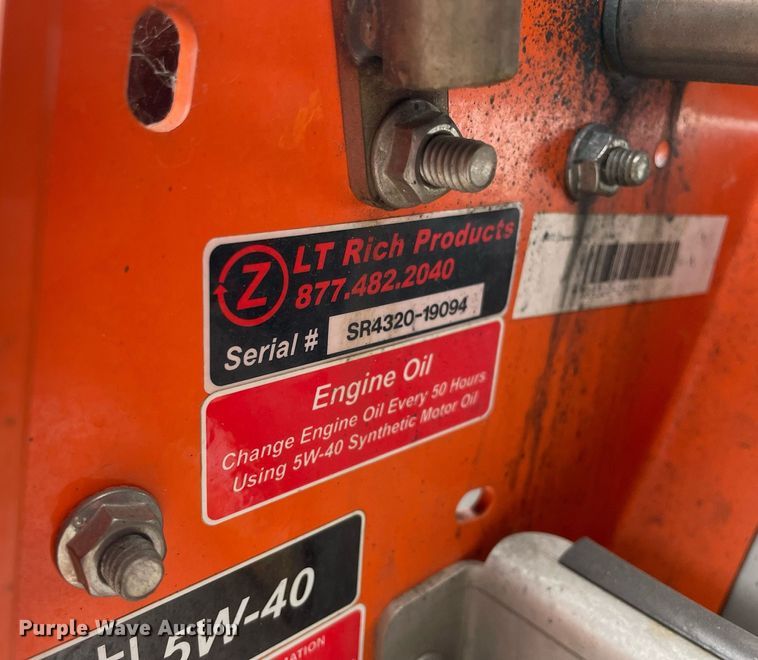 Z
LT Rich Products
877.482.2040
Serial # SR4320-19094
Engine Oil
Change Engine Oil Every 50 Hours
Using 5W-40 Synthetic Motor Oil
5W-40
Purple Wave Auction